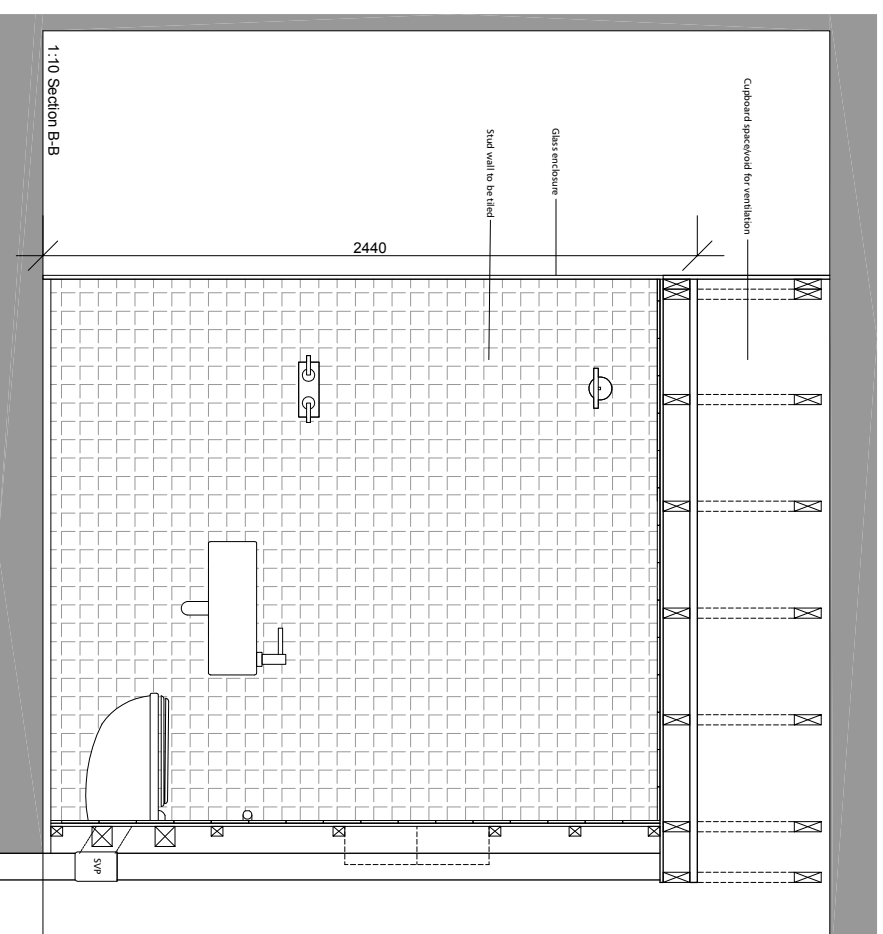 1:10 Section B-B
Cupboard space/void for ventilation
Glass enclosure
Stud wall to be tiled
2440
SVP